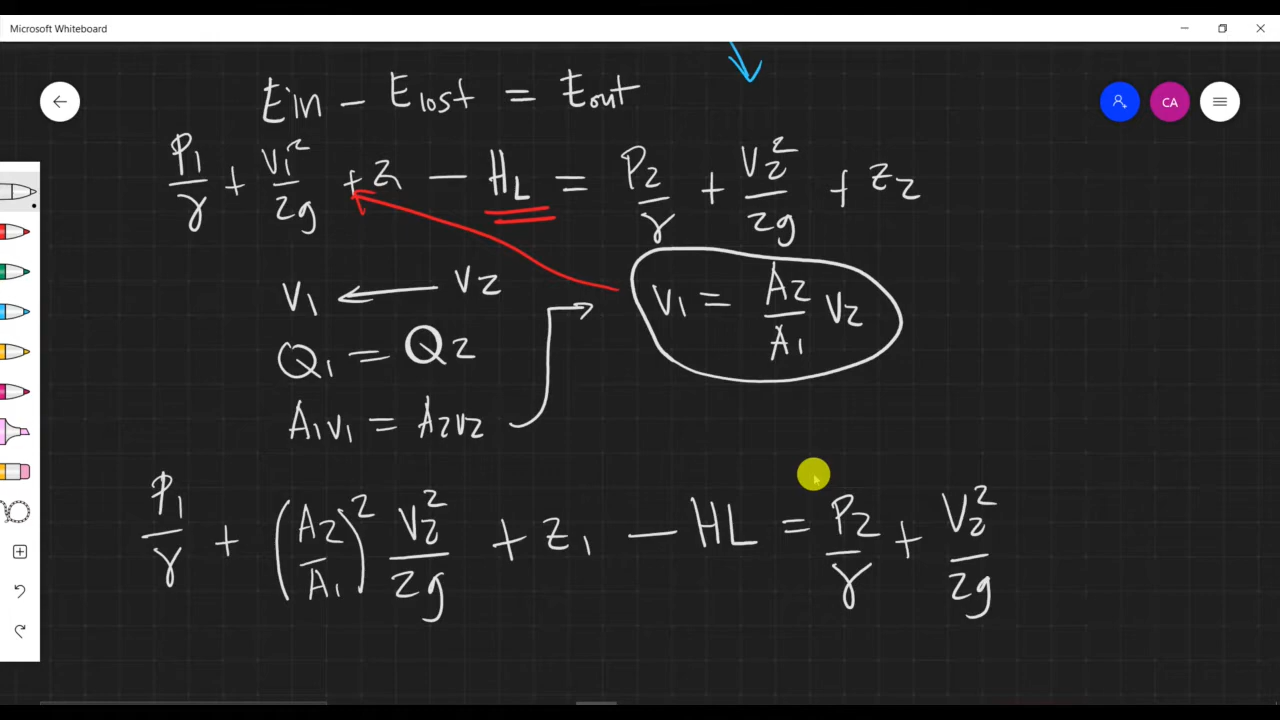 Microsoft Whiteboard
Ein - Elost = Eout
CA
P1/γ + V1²/2g + Z1 - HL = P2/γ + V2²/2g + Z2
V1 ← V2
V1 = A2/A1 V2
Q1 = Q2
A1V1 = A2V2
P1/γ + (A2/A1)² V2²/2g + Z1 - HL = P2/γ + V2²/2g